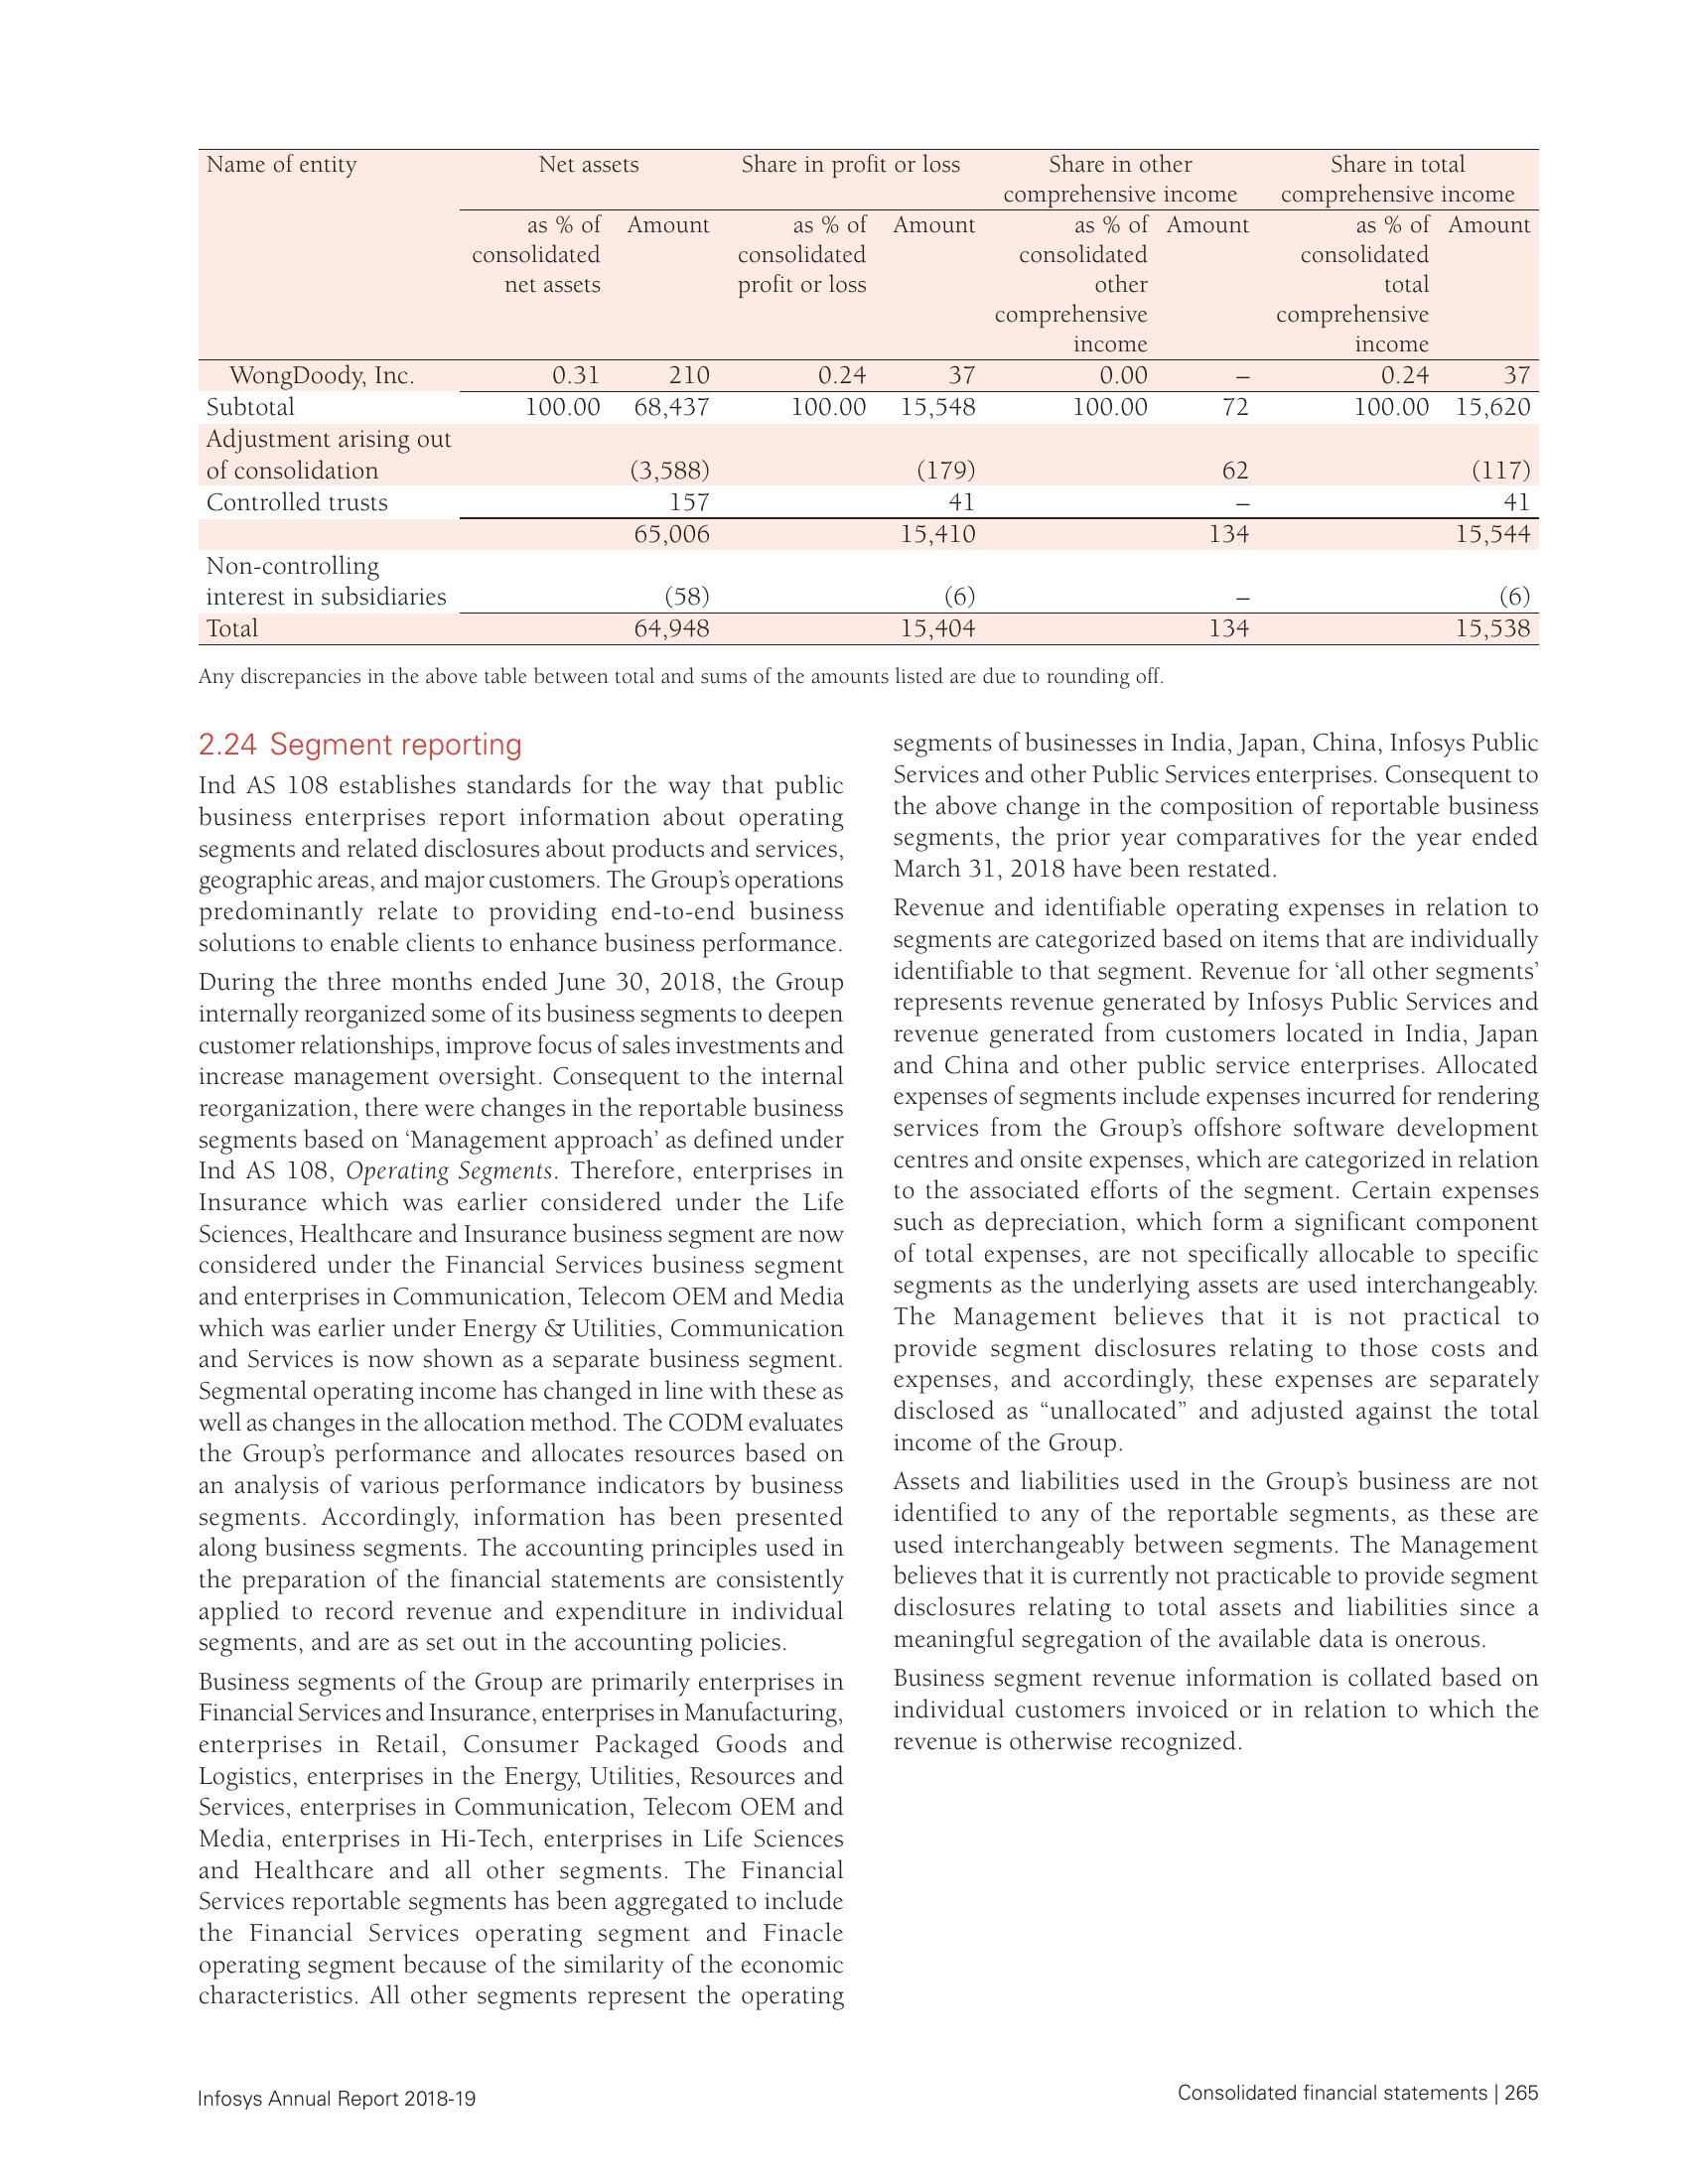 Name of entity Net assets Share in profit or loss Share in other Share in total
comprehensive income comprehensive income
as % of Amount as % of Amount as % of Amount as % of Amount
consolidated consolidated consolidated consolidated
net assets profit or loss other total
comprehensive comprehensive
income income
WongDoody, Inc. 0.31 210 0.24 37 0.00 – 0.24 37
Subtotal 100.00 68,437 100.00 15,548 100.00 72 100.00 15,620
Adjustment arising out
of consolidation (3,588) (179) 62 (117)
Controlled trusts 157 41 – 41
65,006 15,410 134 15,544
Non-controlling
interest in subsidiaries (58) (6) – (6)
Total 64,948 15,404 134 15,538
Any discrepancies in the above table between total and sums of the amounts listed are due to rounding off.
2.24 Segment reporting
Ind AS 108 establishes standards for the way that public
business enterprises report information about operating
segments and related disclosures about products and services,
geographic areas, and major customers. The Group's operations
predominantly relate to providing end-to-end business
solutions to enable clients to enhance business performance.
During the three months ended June 30, 2018, the Group
internally reorganized some of its business segments to deepen
customer relationships, improve focus of sales investments and
increase management oversight. Consequent to the internal
reorganization, there were changes in the reportable business
segments based on ‘Management approach’ as defined under
Ind AS 108, Operating Segments. Therefore, enterprises in
Insurance which was earlier considered under the Life
Sciences, Healthcare and Insurance business segment are now
considered under the Financial Services business segment
and enterprises in Communication, Telecom OEM and Media
which was earlier under Energy & Utilities, Communication
and Services is now shown as a separate business segment.
Segmental operating income has changed in line with these as
well as changes in the allocation method. The CODM evaluates
the Group's performance and allocates resources based on
an analysis of various performance indicators by business
segments. Accordingly, information has been presented
along business segments. The accounting principles used in
the preparation of the financial statements are consistently
applied to record revenue and expenditure in individual
segments, and are as set out in the accounting policies.
Business segments of the Group are primarily enterprises in
Financial Services and Insurance, enterprises in Manufacturing,
enterprises in Retail, Consumer Packaged Goods and
Logistics, enterprises in the Energy, Utilities, Resources and
Services, enterprises in Communication, Telecom OEM and
Media, enterprises in Hi-Tech, enterprises in Life Sciences
and Healthcare and all other segments. The Financial
Services reportable segments has been aggregated to include
the Financial Services operating segment and Finacle
operating segment because of the similarity of the economic
characteristics. All other segments represent the operating
segments of businesses in India, Japan, China, Infosys Public
Services and other Public Services enterprises. Consequent to
the above change in the composition of reportable business
segments, the prior year comparatives for the year ended
March 31, 2018 have been restated.
Revenue and identifiable operating expenses in relation to
segments are categorized based on items that are individually
identifiable to that segment. Revenue for ‘all other segments’
represents revenue generated by Infosys Public Services and
revenue generated from customers located in India, Japan
and China and other public service enterprises. Allocated
expenses of segments include expenses incurred for rendering
services from the Group's offshore software development
centres and onsite expenses, which are categorized in relation
to the associated efforts of the segment. Certain expenses
such as depreciation, which form a significant component
of total expenses, are not specifically allocable to specific
segments as the underlying assets are used interchangeably.
The Management believes that it is not practical to
provide segment disclosures relating to those costs and
expenses, and accordingly, these expenses are separately
disclosed as “unallocated” and adjusted against the total
income of the Group.
Assets and liabilities used in the Group's business are not
identified to any of the reportable segments, as these are
used interchangeably between segments. The Management
believes that it is currently not practicable to provide segment
disclosures relating to total assets and liabilities since a
meaningful segregation of the available data is onerous.
Business segment revenue information is collated based on
individual customers invoiced or in relation to which the
revenue is otherwise recognized.
Infosys Annual Report 2018-19 Consolidated financial statements | 265